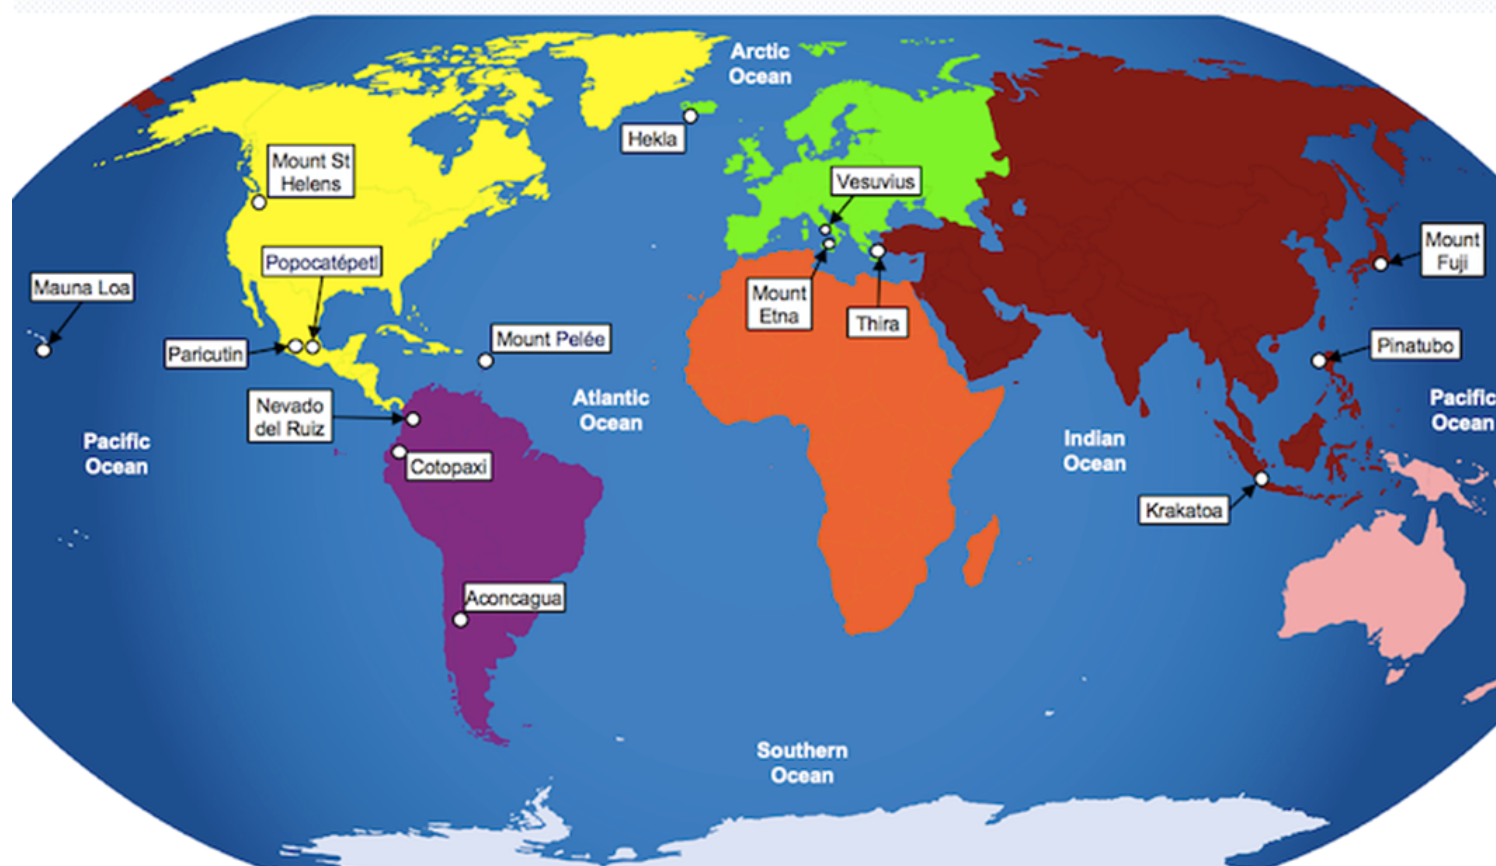 Arctic
Ocean
Hekla
Mount St
Helens
Vesuvius
Popocatépetl
Mount
Fuji
Mauna Loa
Mount
Etna
Thira
Paricutin
Mount Pelée
Pinatubo
Nevado
del Ruiz
Atlantic
Ocean
Pacific
Ocean
Pacific
Ocean
Indian
Ocean
Cotopaxi
Krakatoa
Aconcagua
Southern
Ocean